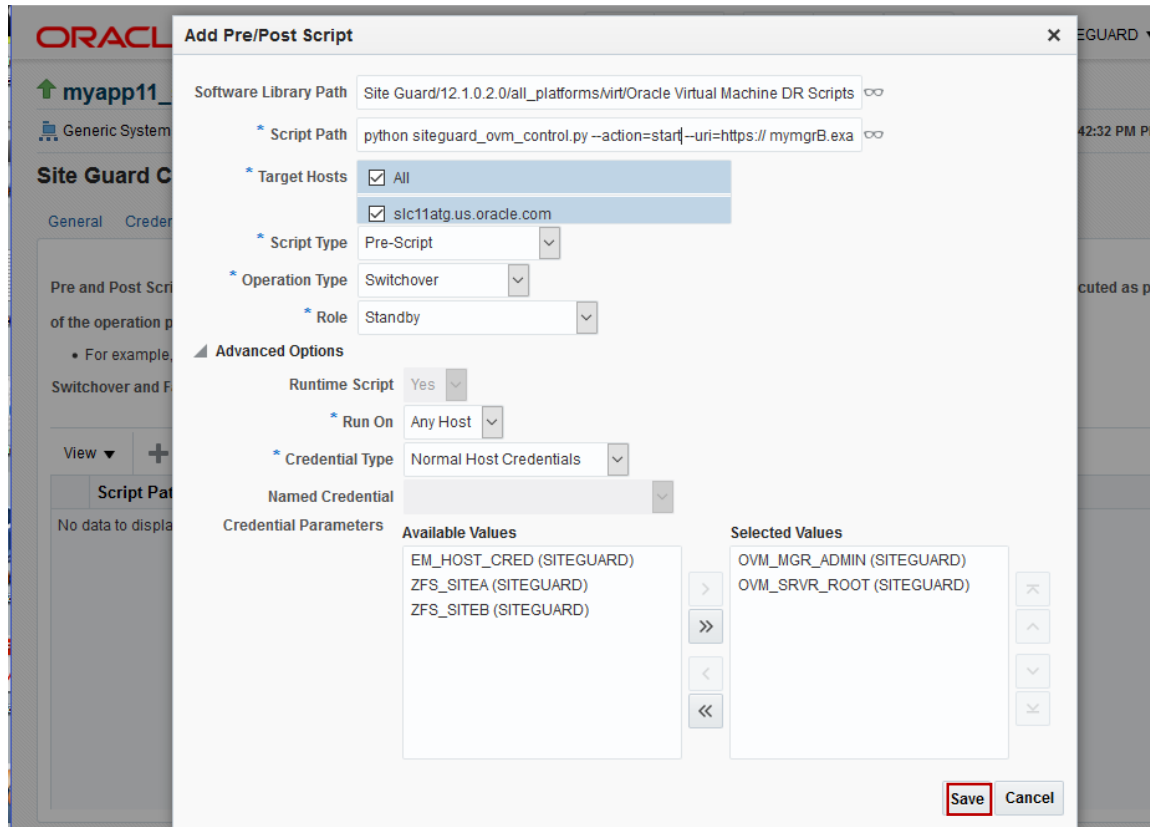 ORACL
EGUARD
Add Pre/Post Script
myapp11_
Generic System
42:32 PM P
Site Guard C
General Creder
Pre and Post Scri
cuted as p
of the operation p
• For example,
Switchover and F
View
Script Pat
No data to displa
Software Library Path Site Guard/12.1.0.2.0/all_platforms/virt/Oracle Virtual Machine DR Scripts
* Script Path python siteguard_ovm_control.py --action=start --uri=https:// mymgrB.exa
* Target Hosts All
slc11atg.us.oracle.com
* Script Type Pre-Script
* Operation Type Switchover
* Role Standby
Advanced Options
Runtime Script Yes
* Run On Any Host
* Credential Type Normal Host Credentials
Named Credential
Credential Parameters
Available Values
EM_HOST_CRED (SITEGUARD)
ZFS_SITEA (SITEGUARD)
ZFS_SITEB (SITEGUARD)
Selected Values
OVM_MGR_ADMIN (SITEGUARD)
OVM_SRVR_ROOT (SITEGUARD)
Save Cancel